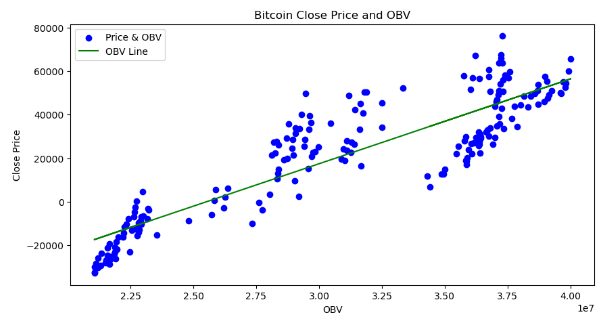 Bitcoin Close Price and OBV
Price & OBV
OBV Line
Close Price
80000
60000
40000
20000
0
−20000
2.25
2.50
2.75
3.00
3.25
3.50
3.75
4.00
1e7
OBV